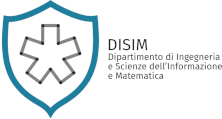 DISIM
Dipartimento di Ingegneria
e Scienze dell'Informazione
e Matematica